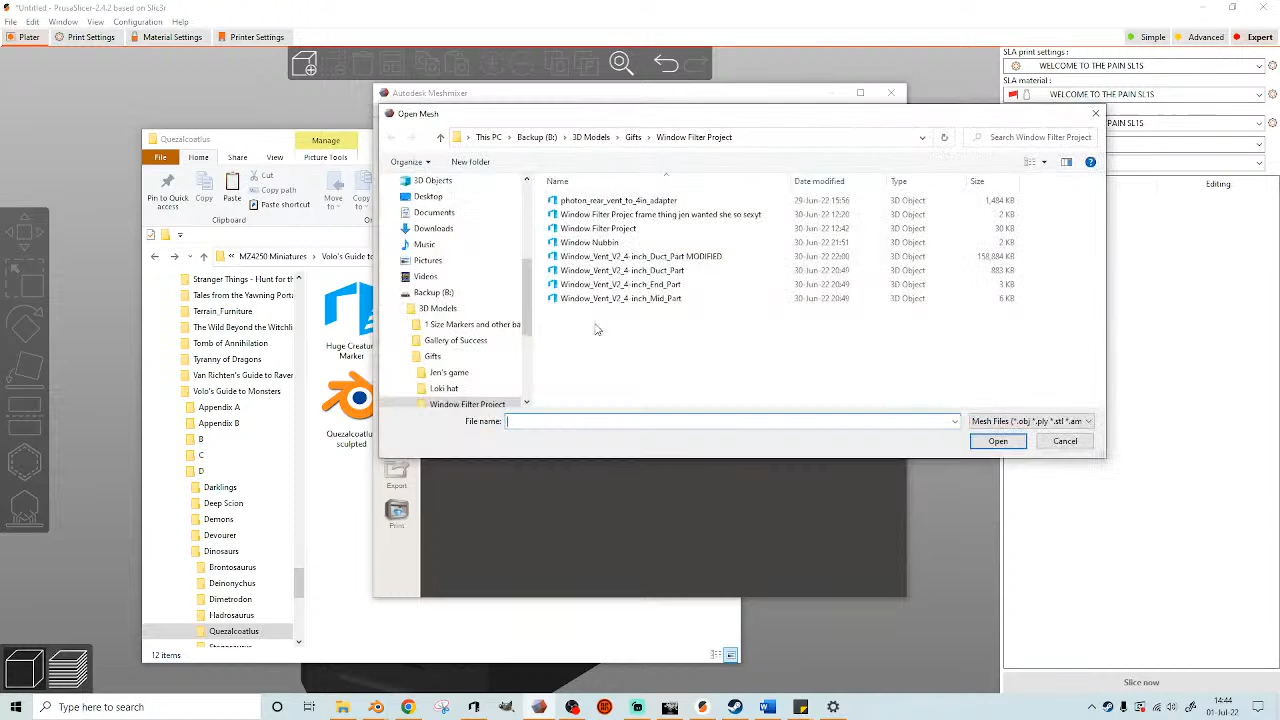 *Untitled - PrusaSlicer-2.4.2 based on Slic3r
File Edit Window View Configuration Help
Plater Print Settings Material Settings Printer Settings Simple Advanced Expert
SLA print settings :
WELCOME TO THE PAIN SL1S
SLA material :
WELCOME TO THE PAIN SL1S
THE PAIN SL1S
Editing
Slice now
Quezalcoatlus Manage
File Home Share View Picture Tools
Pin to Quick access
Copy
Paste
Cut
Copy path
Paste shortcut
Move to
Clipboard
« MZ4250 Miniatures › Volo's Guide to
Stranger Things - Hunt for th
Tales from the Yawning Porta
Terrain_Furniture
The Wild Beyond the Witchli
Tomb of Annihilation
Tyranny of Dragons
Van Richten's Guide to Raver
Volo's Guide to Monsters
Appendix A
Appendix B
B
C
D
Darklings
Deep Scion
Demons
Devourer
Dinosaurs
Brontosaurus
Deinonychus
Dimetrodon
Hadrosaurus
Quezalcoatlus
Huge Creatur
Marker
Quezalcoatlu
sculpted
12 items
Autodesk Meshmixer
Export
Print
Open Mesh
› This PC › Backup (B:) › 3D Models › Gifts › Window Filter Project
Search Window Filter Project
Organize New folder
3D Objects
Desktop
Documents
Downloads
Music
Pictures
Videos
Backup (B:)
3D Models
1 Size Markers and other ba
Gallery of Success
Gifts
Jen's game
Loki hat
Window Filter Project
Name Date modified Type Size
photon_rear_vent_to_4in_adapter 29-Jun-22 15:56 3D Object 1,484 KB
Window Filter Projec frame thing jen wanted she so sexyt 30-Jun-22 12:20 3D Object 2 KB
Window Filter Project 30-Jun-22 12:42 3D Object 30 KB
Window Nubbin 30-Jun-22 21:51 3D Object 2 KB
Window_Vent_V2_4-inch_Duct_Part MODIFIED 30-Jun-22 22:00 3D Object 158,884 KB
Window_Vent_V2_4-inch_Duct_Part 30-Jun-22 20:49 3D Object 883 KB
Window_Vent_V2_4-inch_End_Part 30-Jun-22 20:49 3D Object 3 KB
Window_Vent_V2_4-inch_Mid_Part 30-Jun-22 20:49 3D Object 6 KB
File name: Mesh Files (*.obj *.ply *.stl *.am
Open Cancel
Type here to search
14:44
01-Jul-22